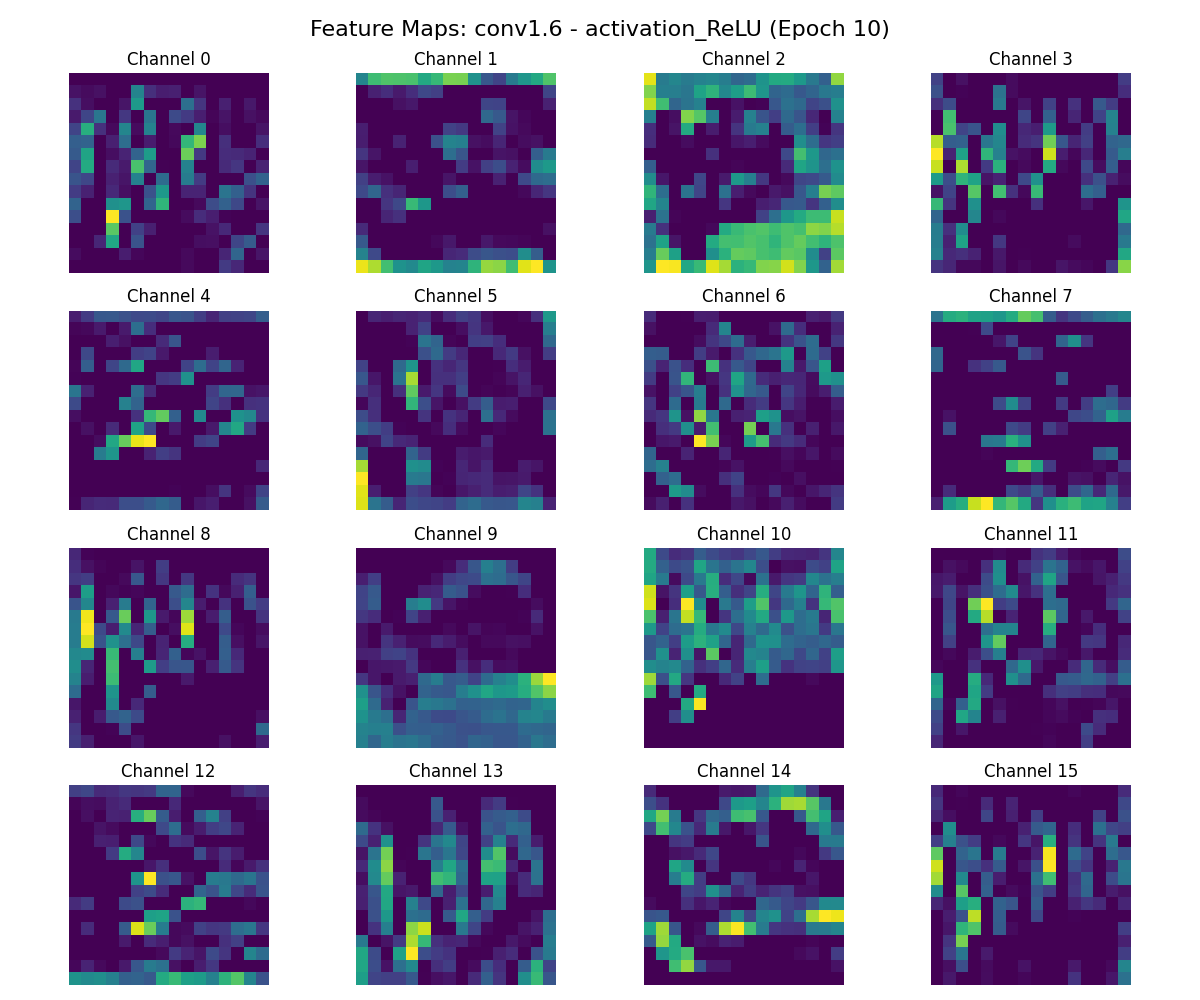 Feature Maps: conv1.6 - activation_ReLU (Epoch 10)
Channel 0
Channel 1
Channel 2
Channel 3
Channel 4
Channel 5
Channel 6
Channel 7
Channel 8
Channel 9
Channel 10
Channel 11
Channel 12
Channel 13
Channel 14
Channel 15